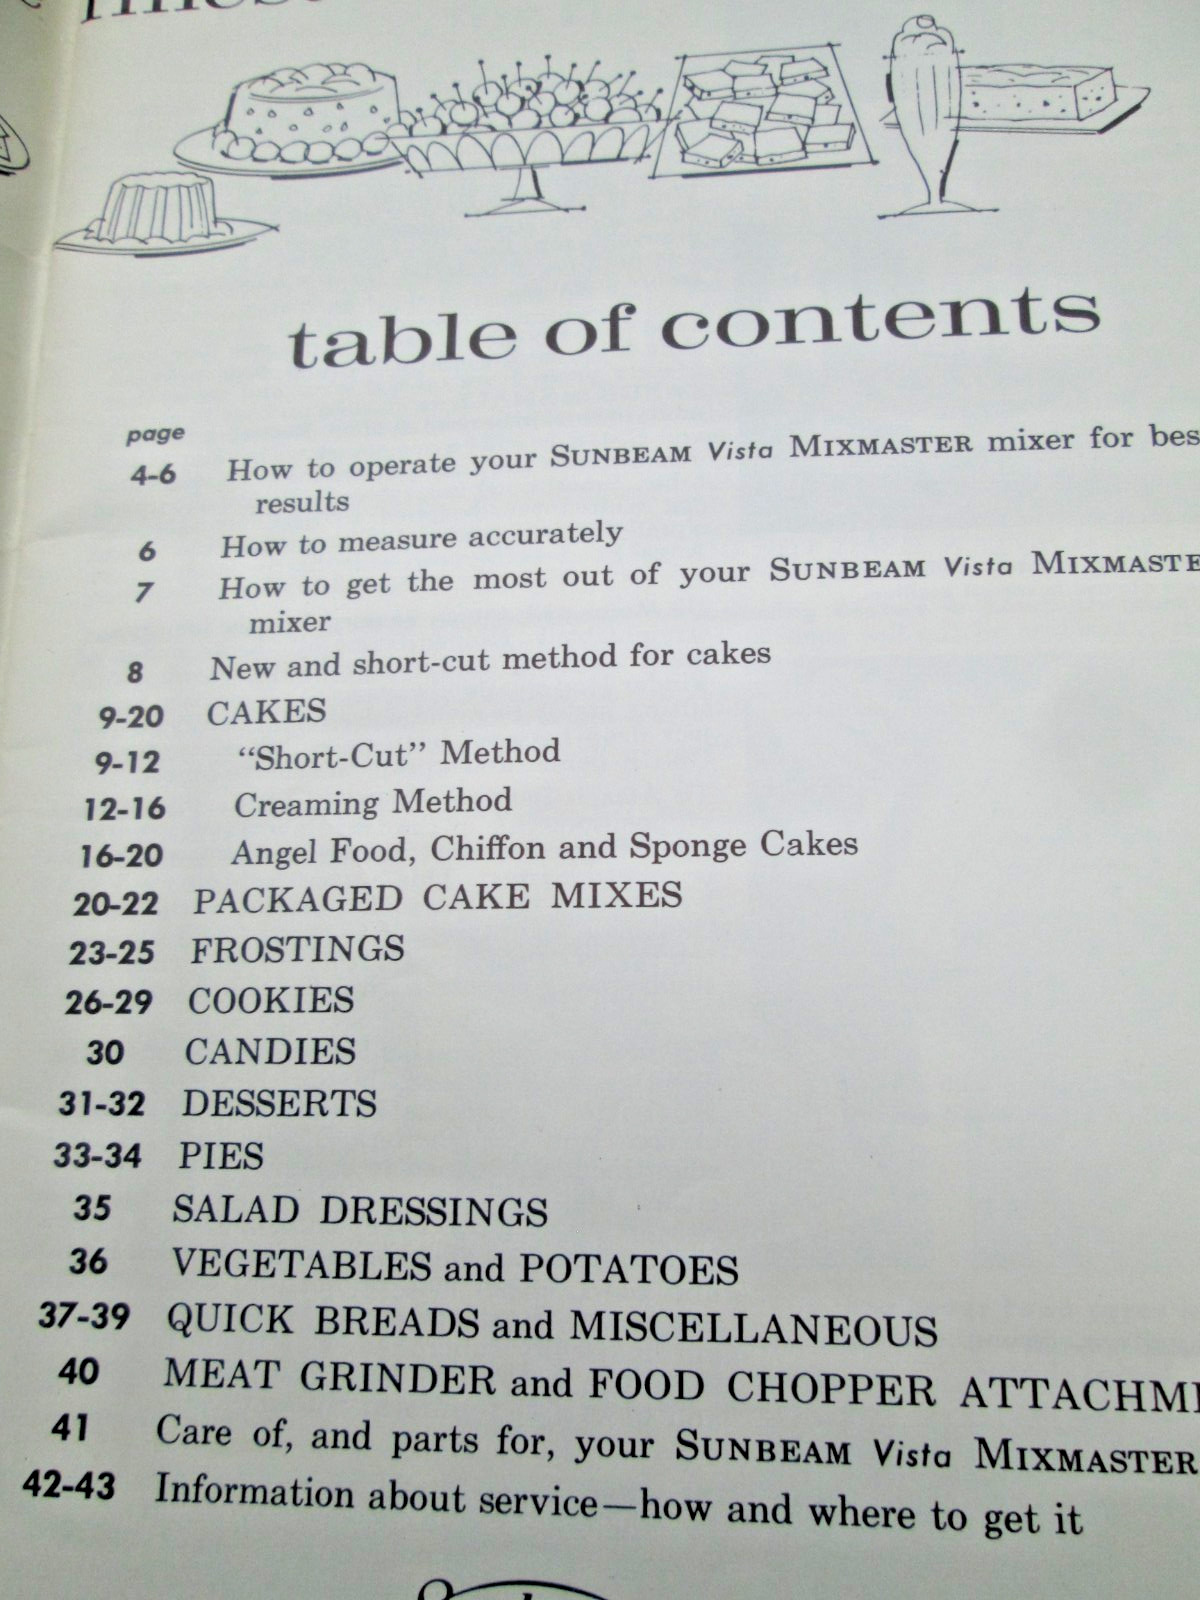 table of contents
page
4-6 How to operate your SUNBEAM Vista MIXMASTER mixer for
results
6 How to measure accurately
7 How to get the most out of your SUNBEAM Vista
mixer
8 New and short-cut method for cakes
9-20 CAKES
9-12 “Short-Cut” Method
12-16 Creaming Method
16-20 Angel Food, Chiffon and Sponge Cakes
20-22 PACKAGED CAKE MIXES
23-25 FROSTINGS
26-29 COOKIES
30 CANDIES
31-32 DESSERTS
33-34 PIES
35 SALAD DRESSINGS
36 VEGETABLES and POTATOES
37-39 QUICK BREADS and MISCELLANEOUS
40 MEAT GRINDER and FOOD CHOPPER
41 Care of, and parts for, your SUNBEAM Vista MIXMASTER
42-43 Information about service—how and where to get it